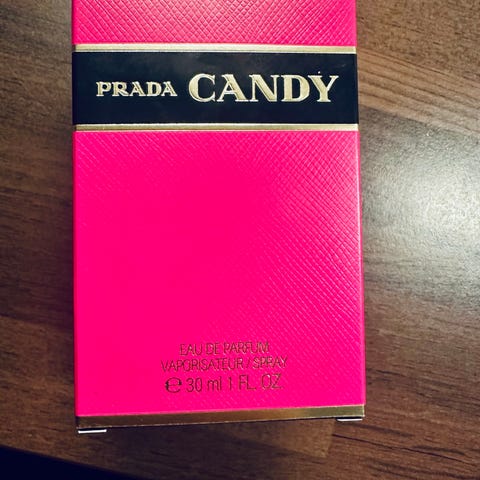 PRADA CANDY
EAU DE PARFUM
VAPORISATEUR / SPRAY
℮ 30 ml 1 FL. OZ.